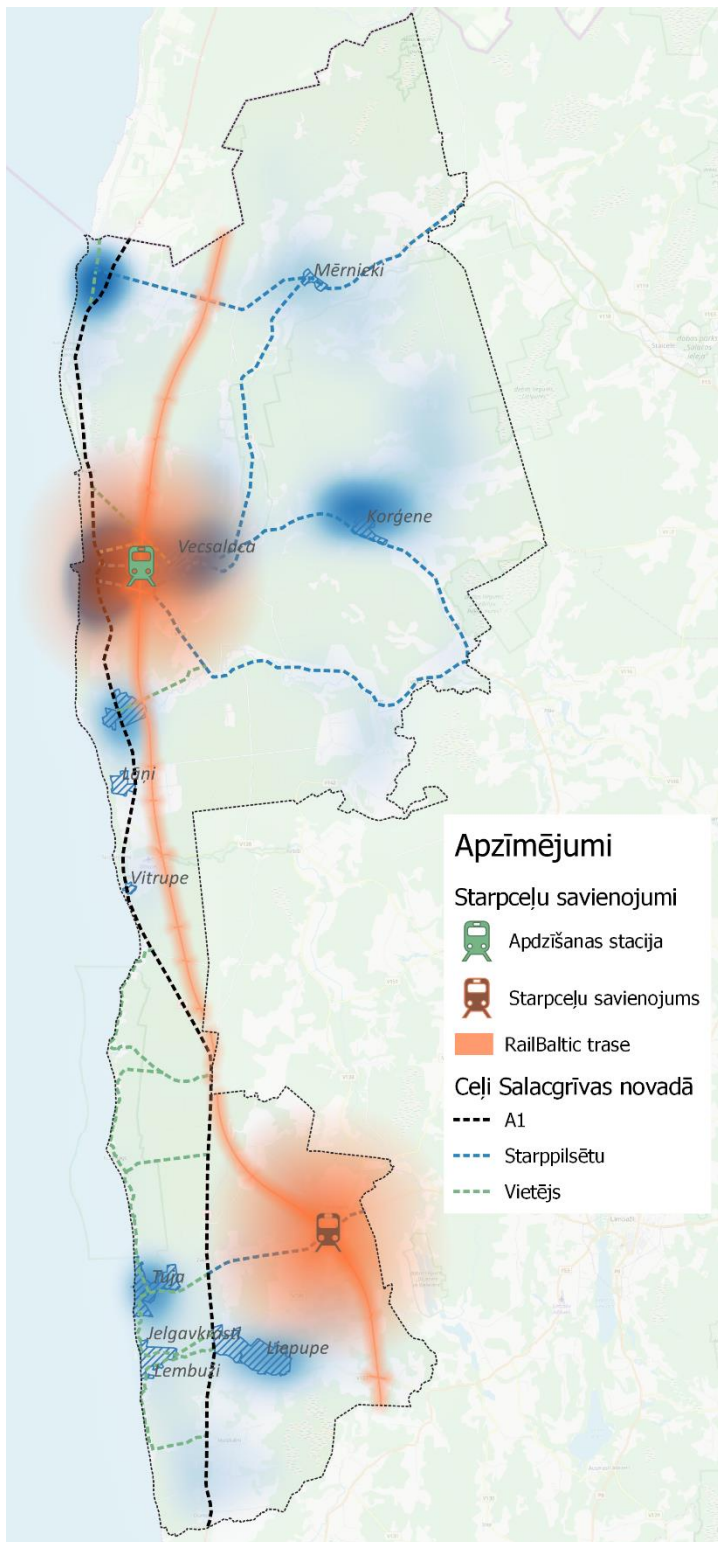 Mērnieki
Korģene
Vecsalaca
Lāņi
Vitrupe
Apzīmējumi
Starpceļu savienojumi
Apdzīšanas stacija
Starpceļu savienojums
RailBaltic trase
Ceļi Salacgrīvas novadā
A1
Starppilsētu
Vietējs
Tūja
Jelgavkrasti
Liepupe
Lembuži